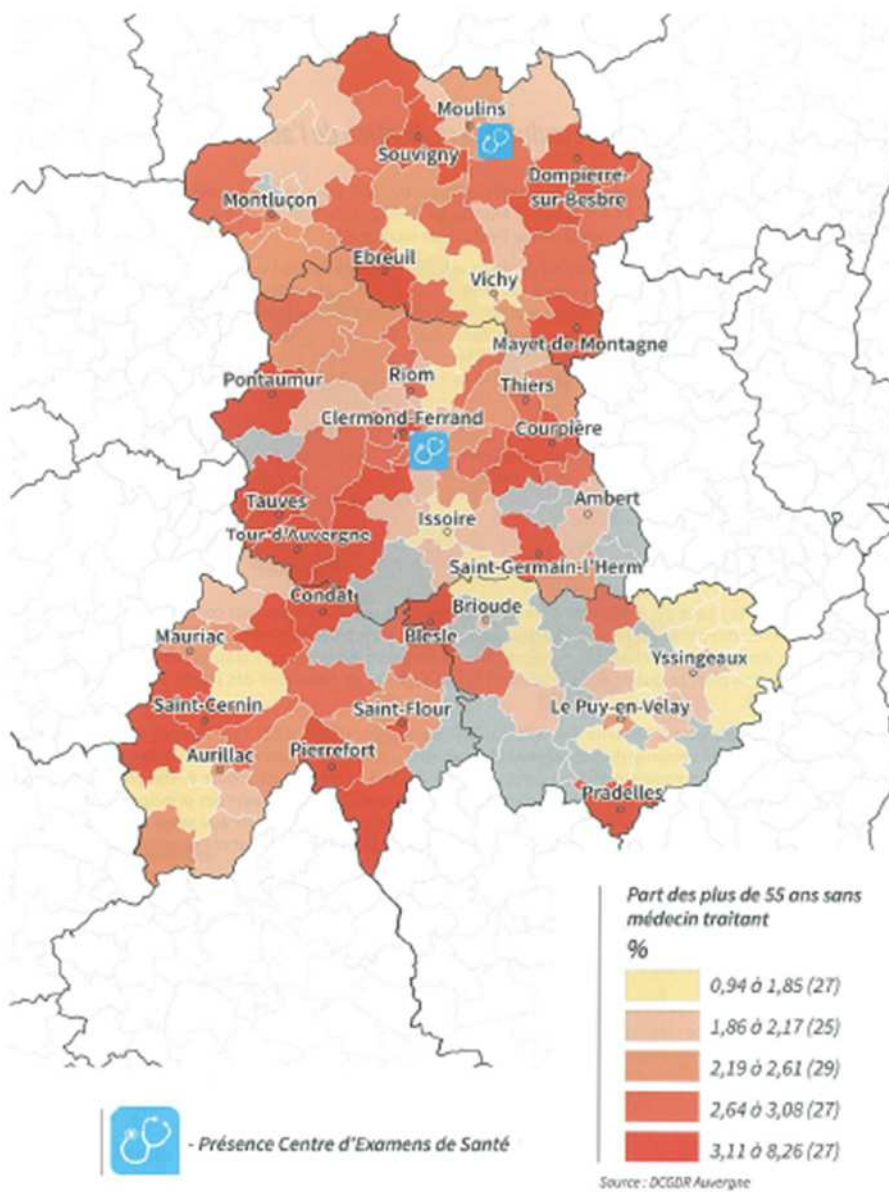 Moulins
Souvigny
Dompierre-
sur-Besbre
Montluçon
Ebreuil
Vichy
Mayet-de-Montagne
Pontaumur
Riom
Thiers
Clermond-Ferrand
Courpière
Tauves
Ambert
Issoire
Tour d'Auvergne
Saint-Germain-l'Herm
Condat
Brioude
Mauriac
Blesle
Yssingeaux
Saint-Cernin
Saint-Flour
Le Puy-en-Velay
Aurillac
Pierrefort
Pradelles
Part des plus de 55 ans sans
médecin traitant
%
0,94 à 1,85 (27)
1,86 à 2,17 (25)
2,19 à 2,61 (29)
2,64 à 3,08 (27)
3,11 à 8,26 (27)
- Présence Centre d'Examens de Santé
Source : DCGDR Auvergne